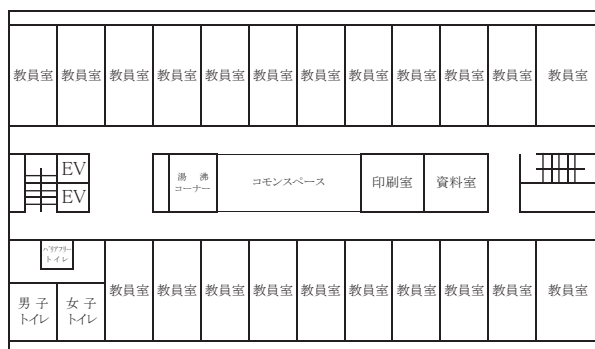 教員室 教員室 教員室 教員室 教員室 教員室 教員室 教員室 教員室 教員室 教員室 教員室
EV
EV
湯 沸
コーナー
コモンスペース
印刷室
資料室
バリアフリー
トイレ
男 子
トイレ
女 子
トイレ
教員室 教員室 教員室 教員室 教員室 教員室 教員室 教員室 教員室 教員室